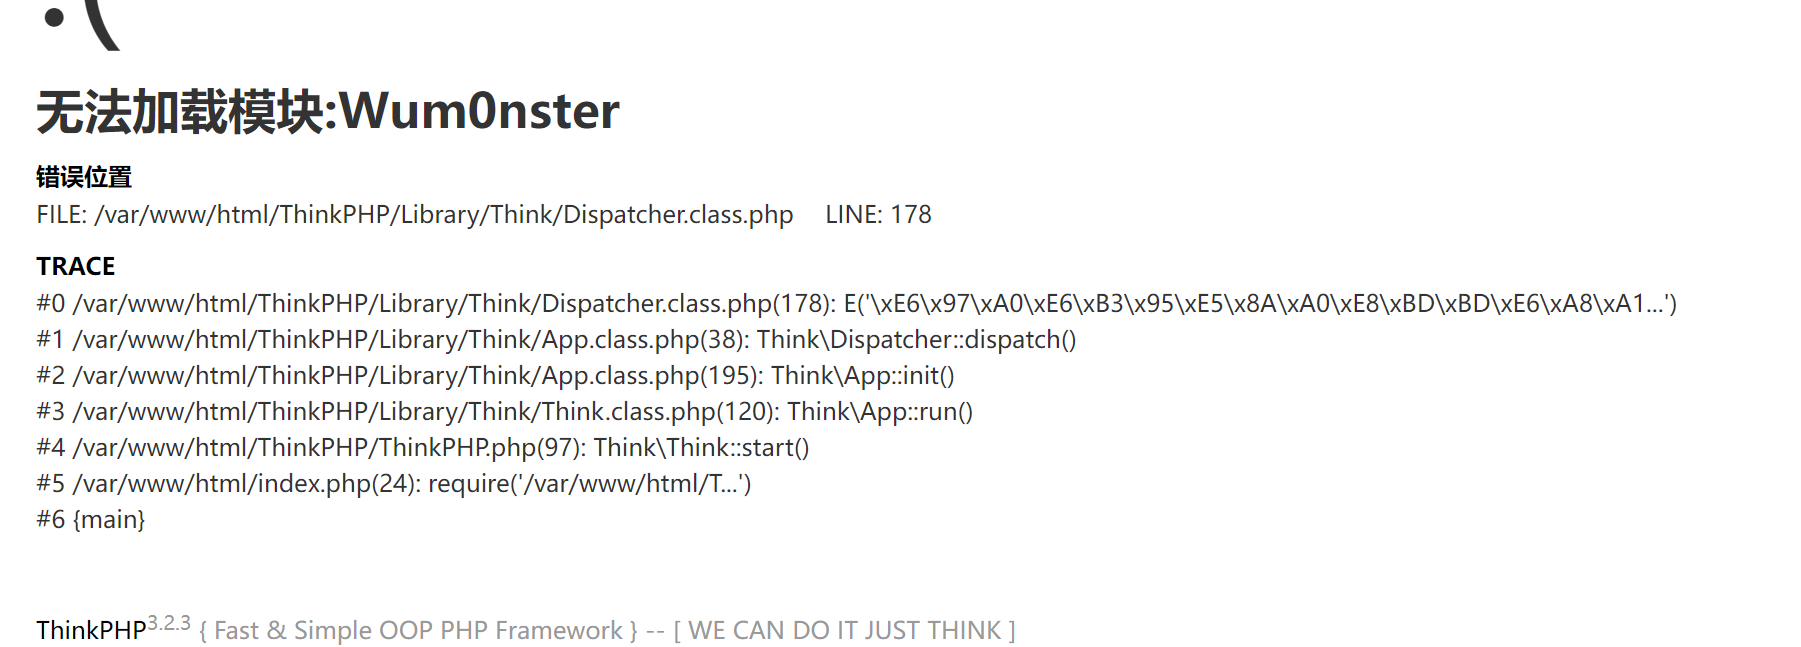 :(
无法加载模块:Wum0nster
错误位置
FILE: /var/www/html/ThinkPHP/Library/Think/Dispatcher.class.php LINE: 178
TRACE
#0 /var/www/html/ThinkPHP/Library/Think/Dispatcher.class.php(178): E('\xE6\x97\xA0\xE6\xB3\x95\xE5\x8A\xA0\xE8\xBD\xBD\xE6\xA8\xA1...')
#1 /var/www/html/ThinkPHP/Library/Think/App.class.php(38): Think\Dispatcher::dispatch()
#2 /var/www/html/ThinkPHP/Library/Think/App.class.php(195): Think\App::init()
#3 /var/www/html/ThinkPHP/Library/Think/Think.class.php(120): Think\App::run()
#4 /var/www/html/ThinkPHP/ThinkPHP.php(97): Think\Think::start()
#5 /var/www/html/index.php(24): require('/var/www/html/T...')
#6 {main}
ThinkPHP3.2.3 { Fast & Simple OOP PHP Framework } -- [ WE CAN DO IT JUST THINK ]